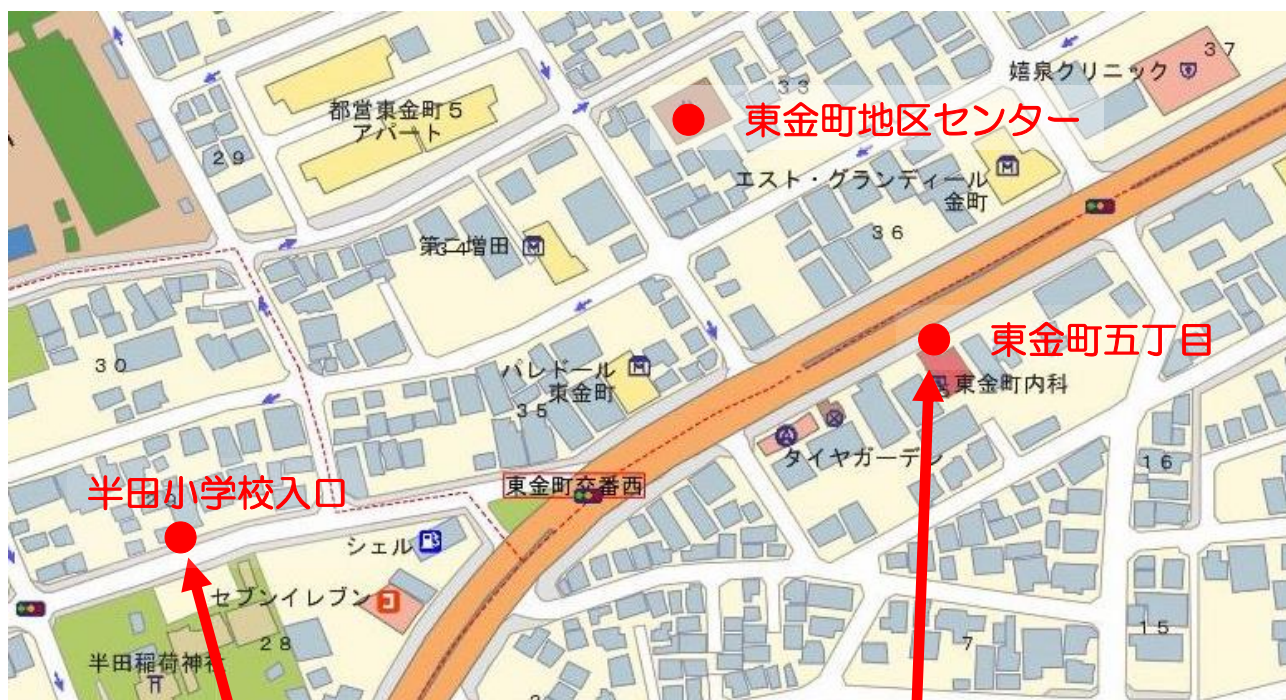 37
嬉泉クリニック
33
都営東金町5
アパート
東金町地区センター
29
エスト・グランディール
金町
第二増田
34
36
東金町五丁目
30
パレドール
東金町
東金町内科
35
タイヤガーデン
16
半田小学校入口
29
東金町交番西
シェル
セブンイレブン
28
半田稲荷神社
7
15